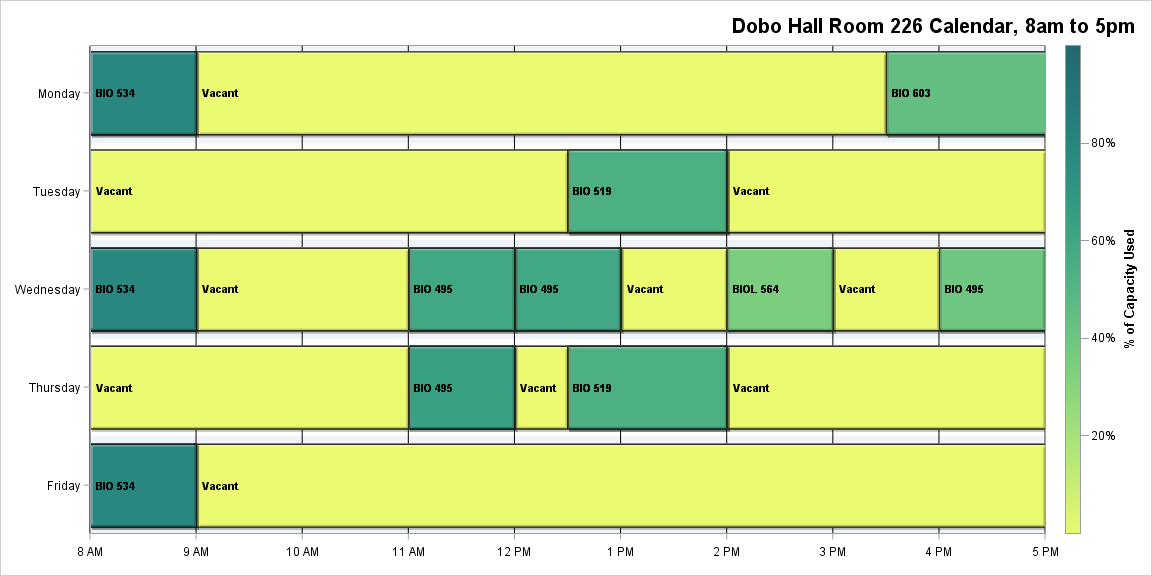 Dobo Hall Room 226 Calendar, 8am to 5pm
Monday BIO 534 Vacant BIO 603
80%
Tuesday Vacant BIO 519 Vacant
60%
% of Capacity Used
Wednesday BIO 534 Vacant BIO 495 BIO 495 Vacant BIOL 564 Vacant BIO 495
40%
Thursday Vacant BIO 495 Vacant BIO 519 Vacant
20%
Friday BIO 534 Vacant
8 AM 9 AM 10 AM 11 AM 12 PM 1 PM 2 PM 3 PM 4 PM 5 PM